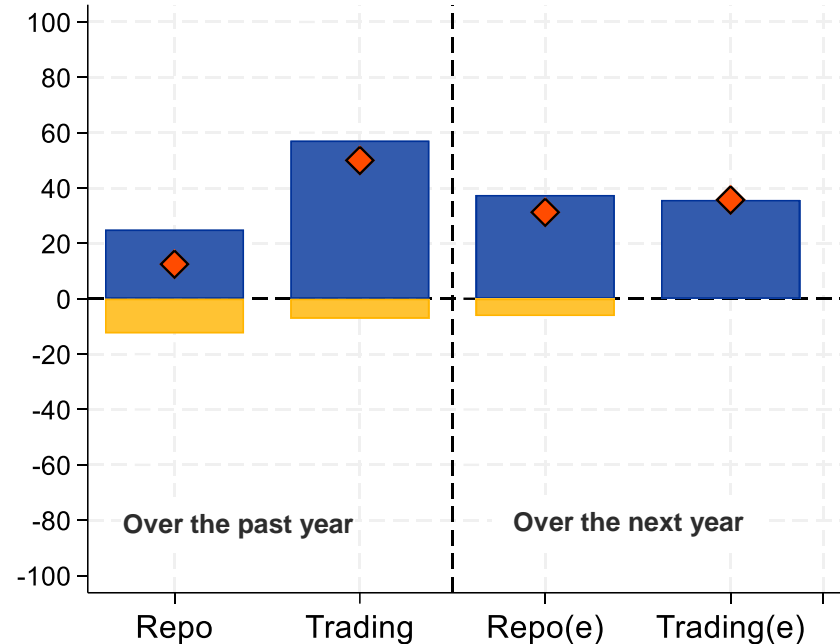 100
80
60
40
20
0
-20
-40
-60
-80
-100
Over the past year
Over the next year
Repo
Trading
Repo(e)
Trading(e)